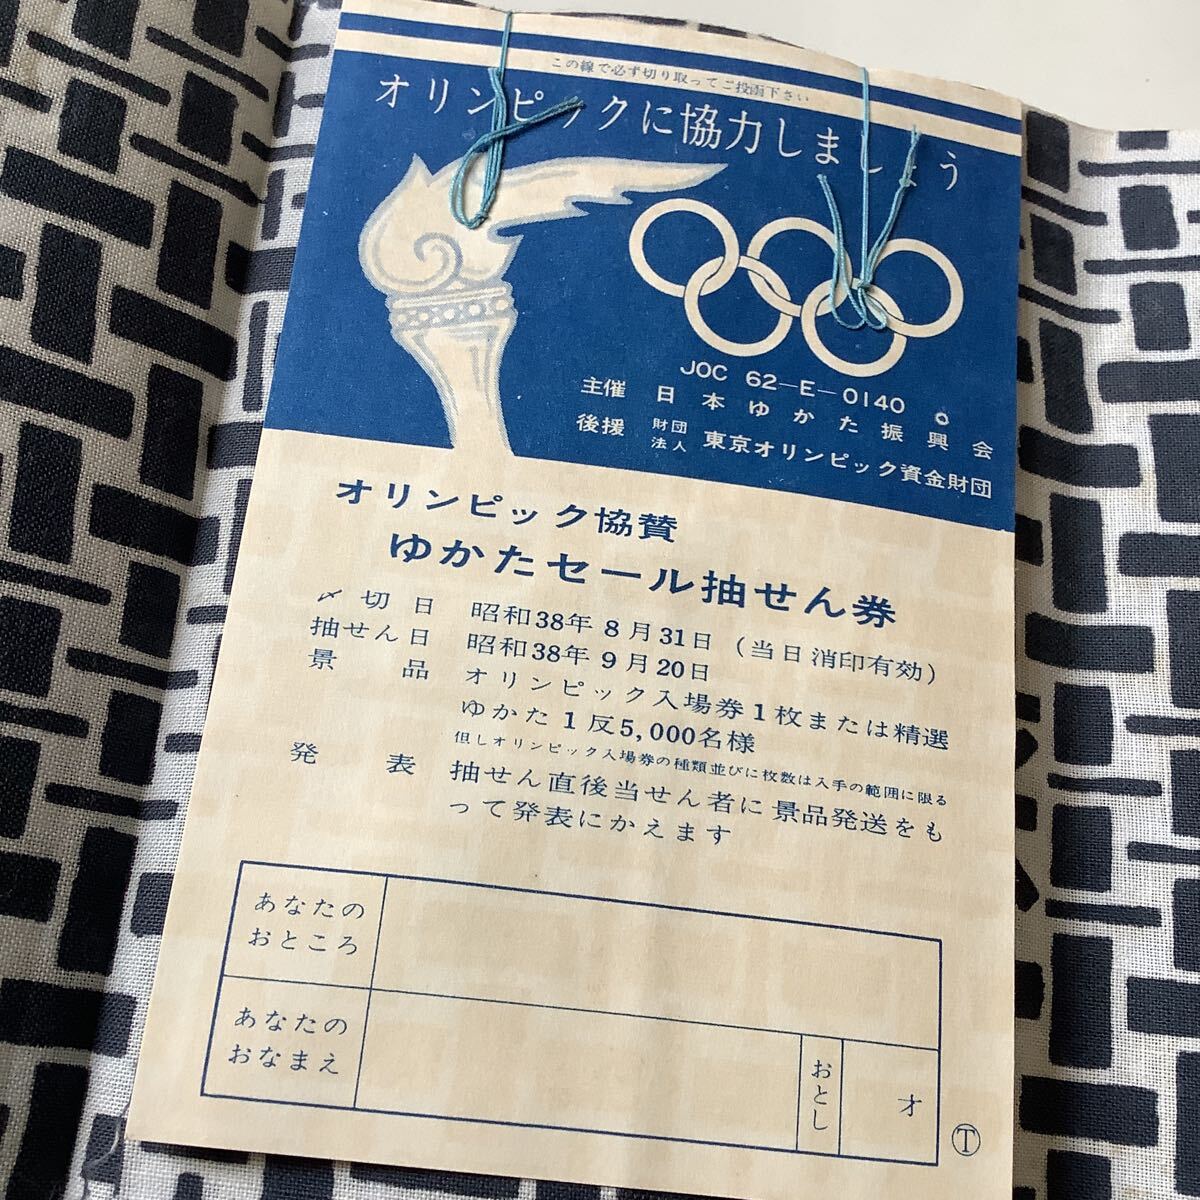 この線で必ず切り取ってご投函下さい
オリンピックに協力しましょう
JOC 62-E-0140
主催 日本ゆかた振興会
後援 財団法人 東京オリンピック資金財団
オリンピック協賛
ゆかたセール抽せん券
〆切日 昭和38年8月31日(当日消印有効)
抽せん日 昭和38年9月20日
景品 オリンピック入場券1枚または精選
ゆかた1反5,000名様
但しオリンピック入場券の種類並びに枚数は入手の範囲に限る
発表 抽せん直後当せん者に景品発送をも
って発表にかえます
あなたの
おところ
あなたの
おなまえ
おとし
才
Ⓣ